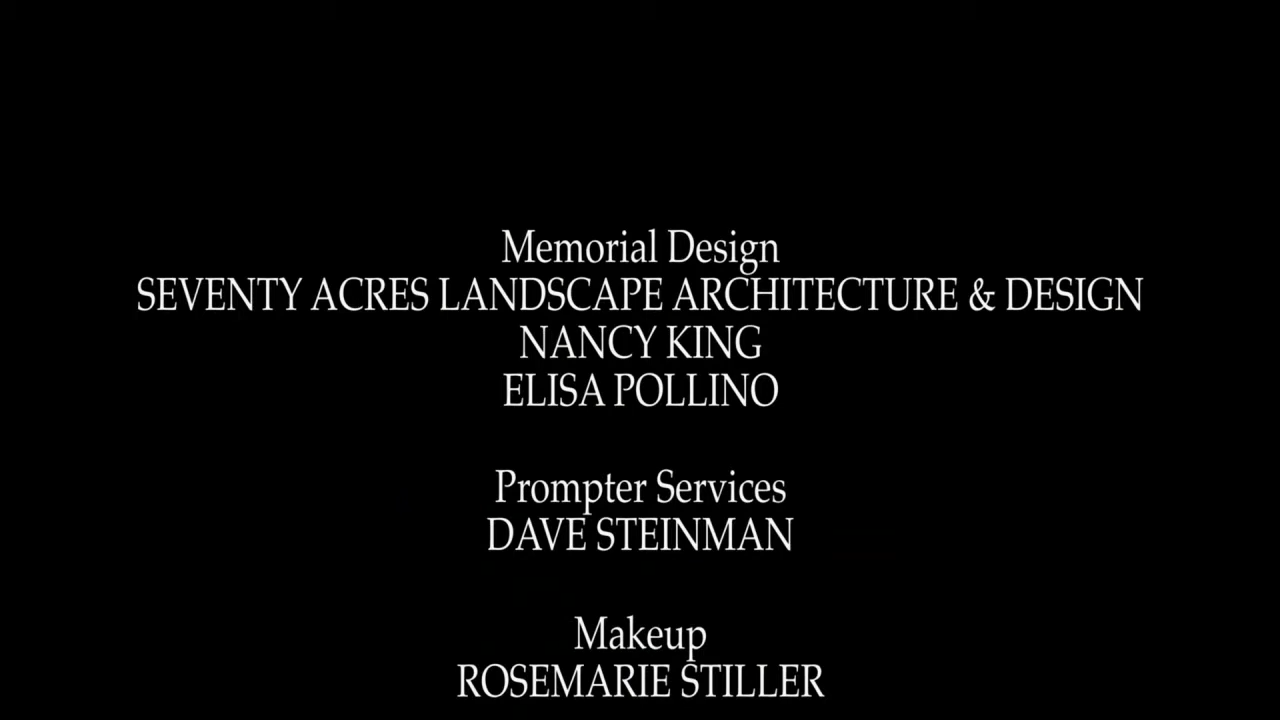 Memorial Design
SEVENTY ACRES LANDSCAPE ARCHITECTURE & DESIGN
NANCY KING
ELISA POLLINO
Prompter Services
DAVE STEINMAN
Makeup
ROSEMARIE STILLER